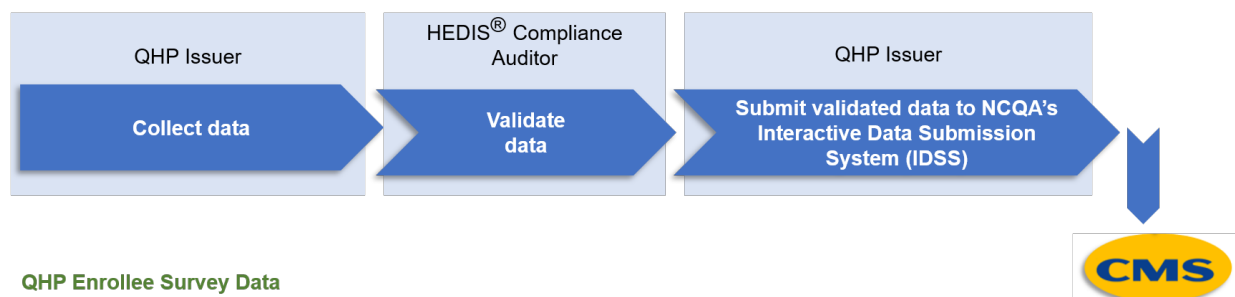 QHP Issuer
Collect data
HEDIS® Compliance
Auditor
Validate
data
QHP Issuer
Submit validated data to NCQA’s
Interactive Data Submission
System (IDSS)
CMS
QHP Enrollee Survey Data